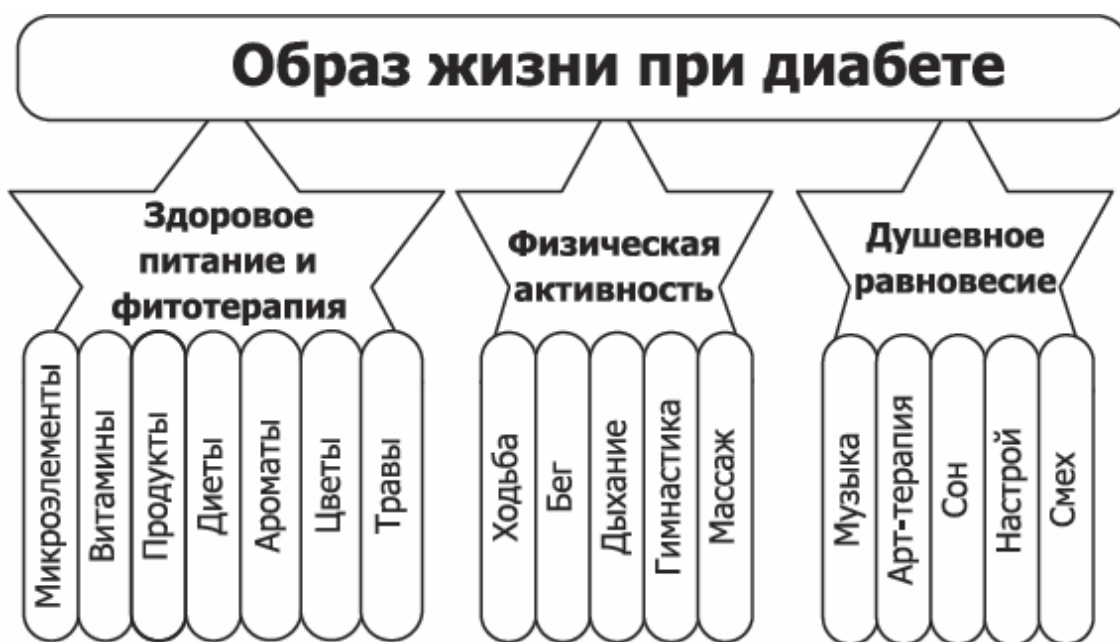 Образ жизни при диабете
Здоровое
питание и
фитотерапия
Микроэлементы
Витамины
Продукты
Диеты
Ароматы
Цветы
Травы
Физическая
активность
Ходьба
Бег
Дыхание
Гимнастика
Массаж
Душевное
равновесие
Музыка
Арт-терапия
Сон
Настрой
Смех